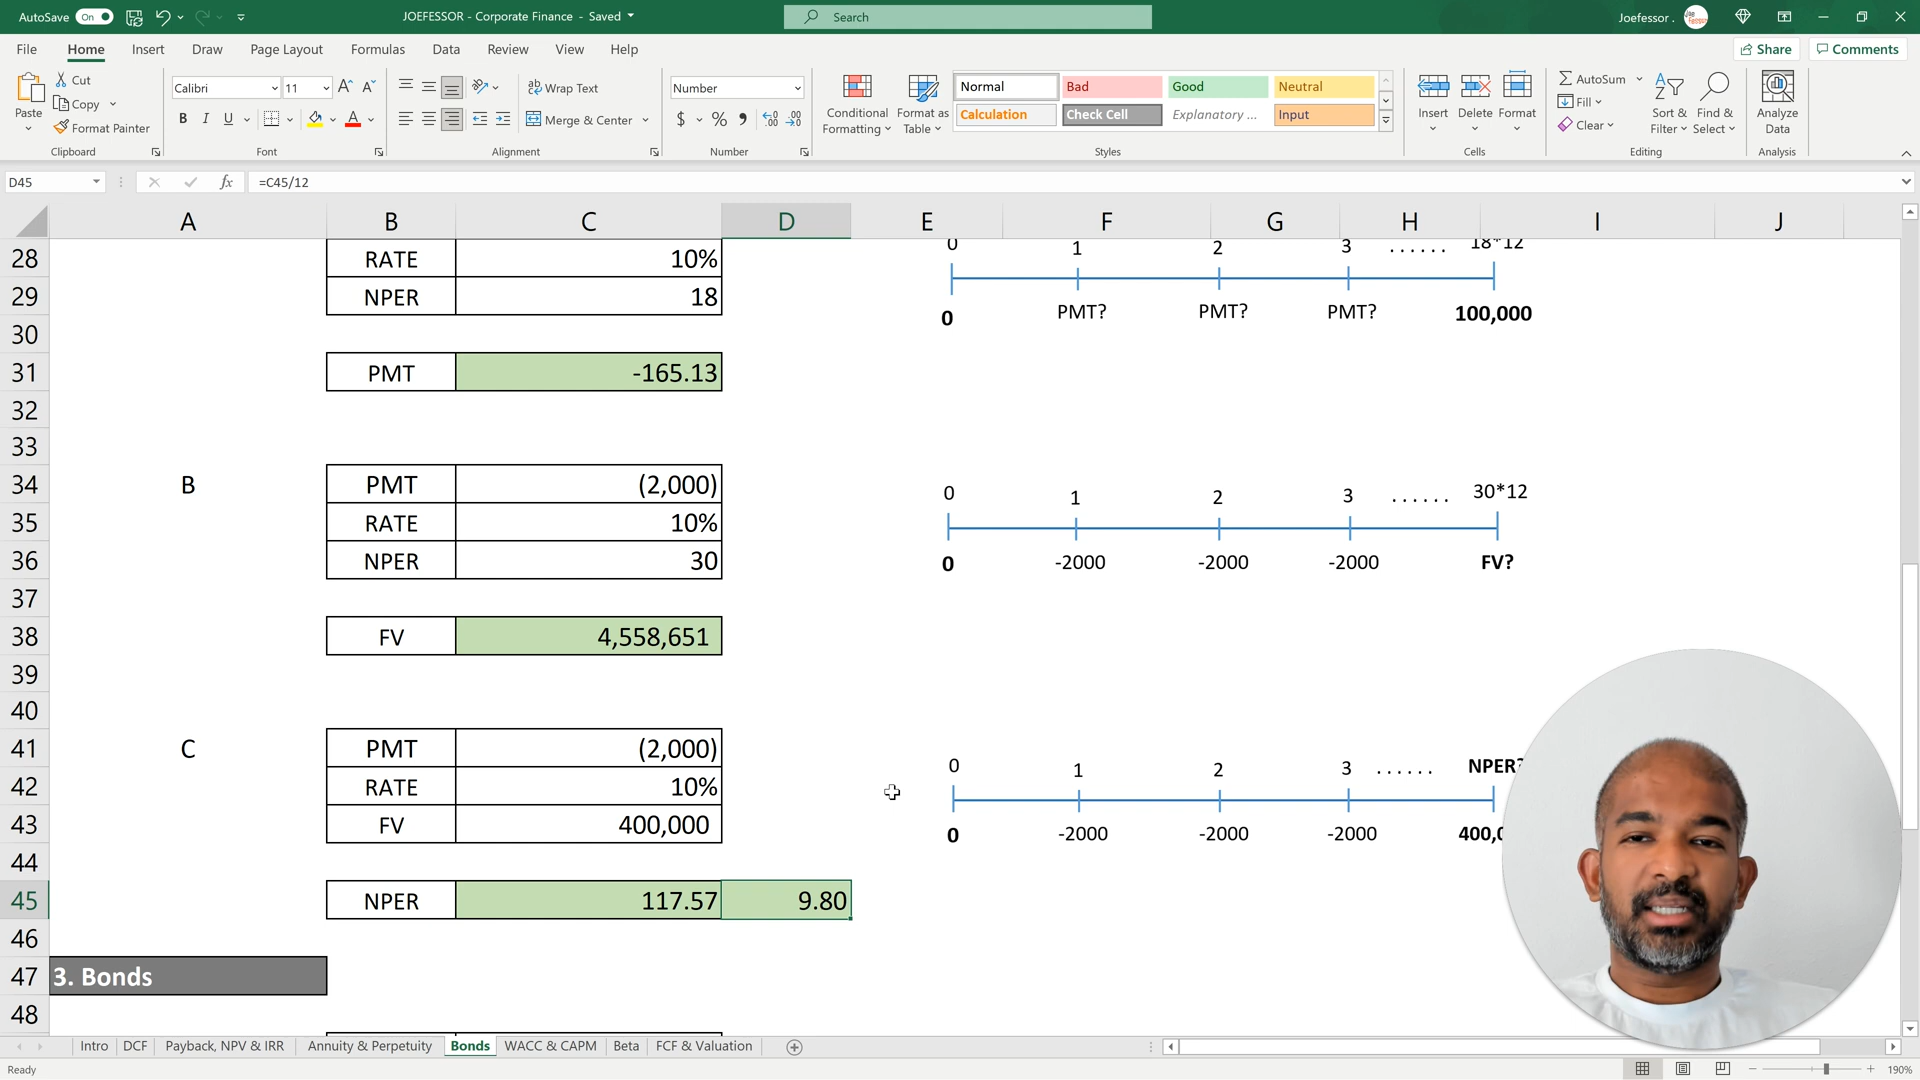 AutoSave On JOEFESSOR - Corporate Finance - Saved Search Joefessor .
File Home Insert Draw Page Layout Formulas Data Review View Help Share Comments
Paste Cut Copy Format Painter Clipboard
Calibri 11 B I U Font
Wrap Text Merge & Center Alignment
Number $ % Number
Conditional Formatting Format as Table
Normal Bad Good Neutral
Calculation Check Cell Explanatory ... Input
Styles
Insert Delete Format Cells
AutoSum Fill Clear Sort & Filter Find & Select Editing
Analyze Data Analysis
D45 fx =C45/12
A B C D E F G H I J
28 RATE 10% 0 1 2 3 ...... 18*12
29 NPER 18 0 PMT? PMT? PMT? 100,000
30
31 PMT -165.13
32
33
34 B PMT (2,000) 0 1 2 3 ...... 30*12
35 RATE 10%
36 NPER 30 0 -2000 -2000 -2000 FV?
37
38 FV 4,558,651
39
40
41 C PMT (2,000) 0 1 2 3 ...... NPER?
42 RATE 10%
43 FV 400,000 0 -2000 -2000 -2000 400,0
44
45 NPER 117.57 9.80
46
47 3. Bonds
48
Intro DCF Payback, NPV & IRR Annuity & Perpetuity Bonds WACC & CAPM Beta FCF & Valuation
Ready 190%